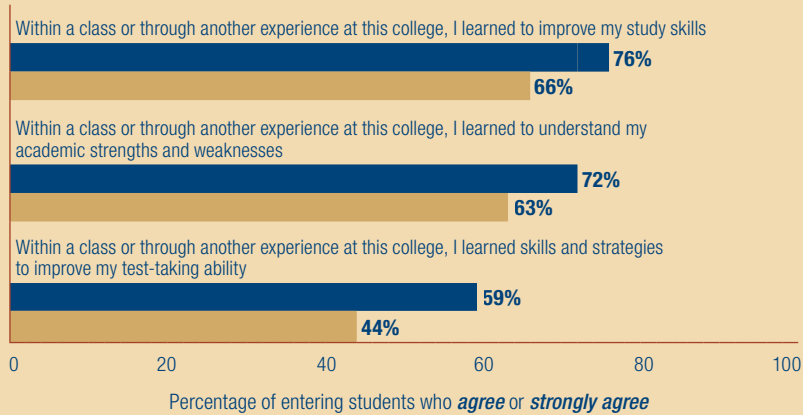 Within a class or through another experience at this college, I learned to improve my study skills
76%
66%
Within a class or through another experience at this college, I learned to understand my
academic strengths and weaknesses
72%
63%
Within a class or through another experience at this college, I learned skills and strategies
to improve my test-taking ability
59%
44%
0 20 40 60 80 100
Percentage of entering students who agree or strongly agree